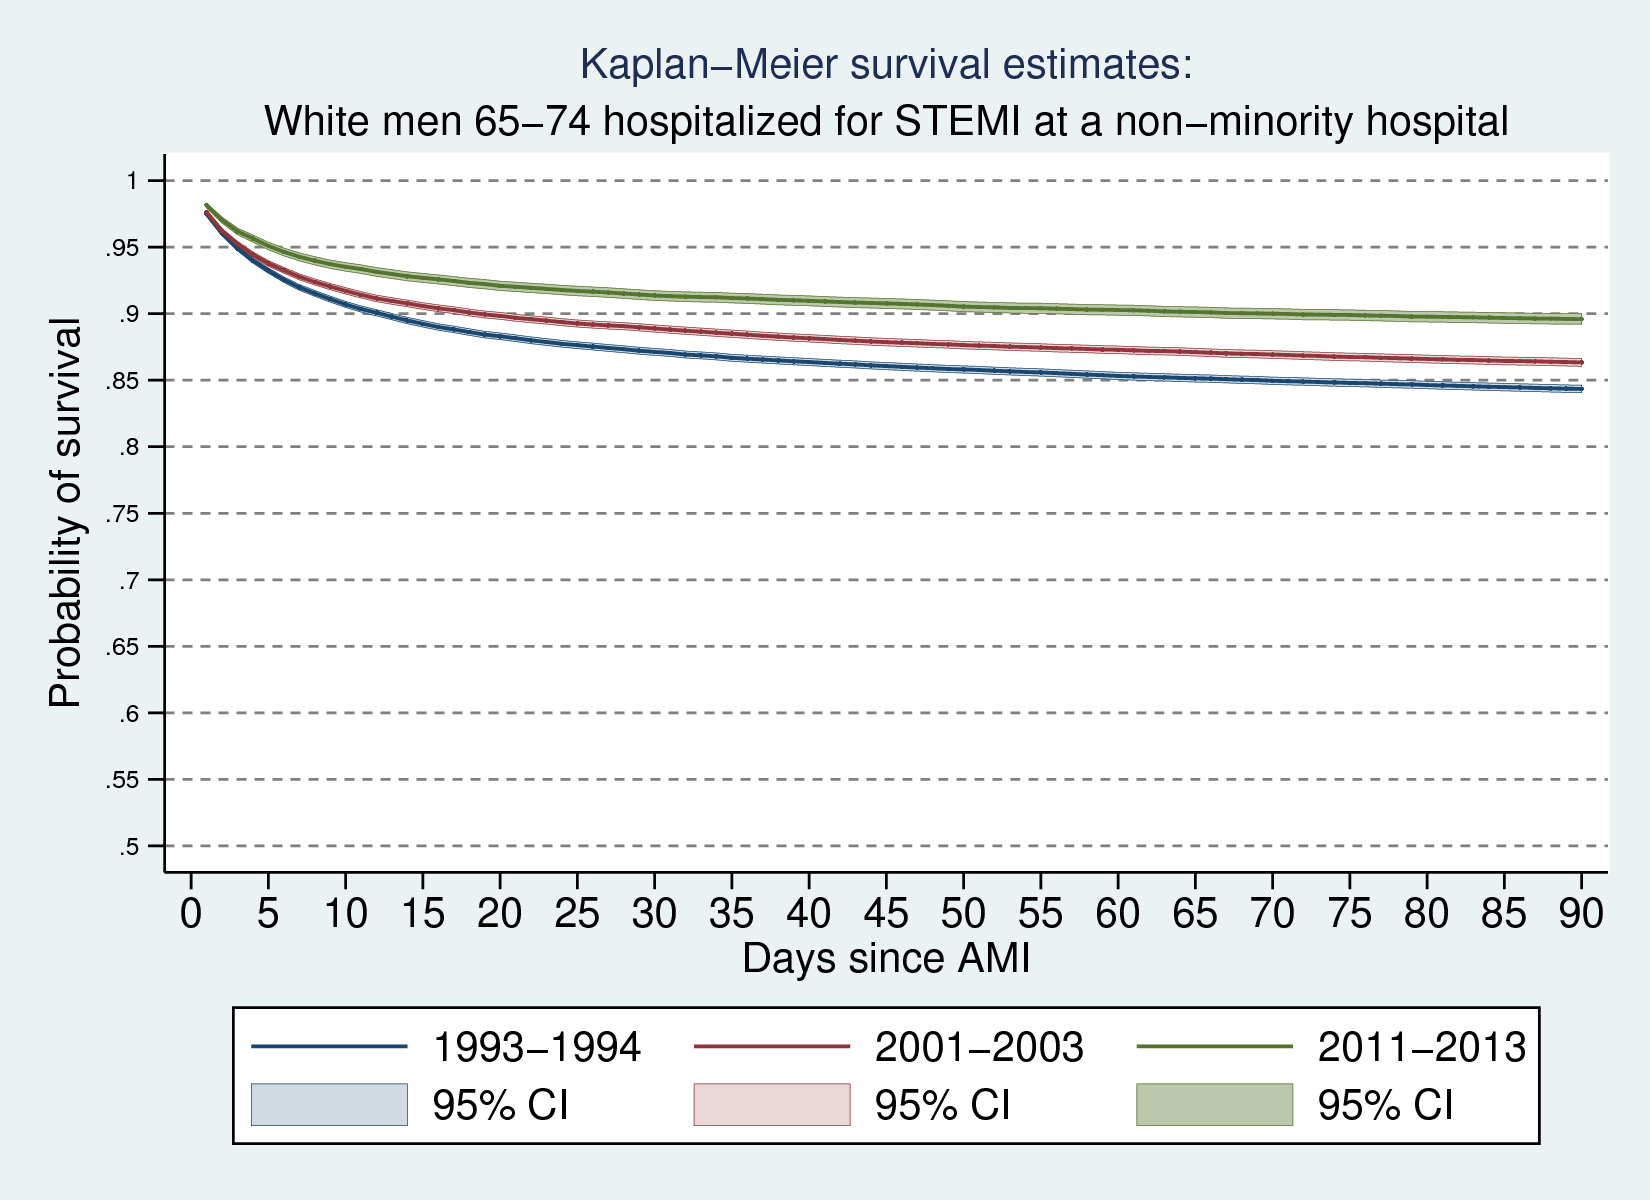 Kaplan−Meier survival estimates:
White men 65−74 hospitalized for STEMI at a non−minority hospital
Probability of survival
1
.95
.9
.85
.8
.75
.7
.65
.6
.55
.5
0 5 10 15 20 25 30 35 40 45 50 55 60 65 70 75 80 85 90
Days since AMI
1993−1994 2001−2003 2011−2013
95% CI 95% CI 95% CI